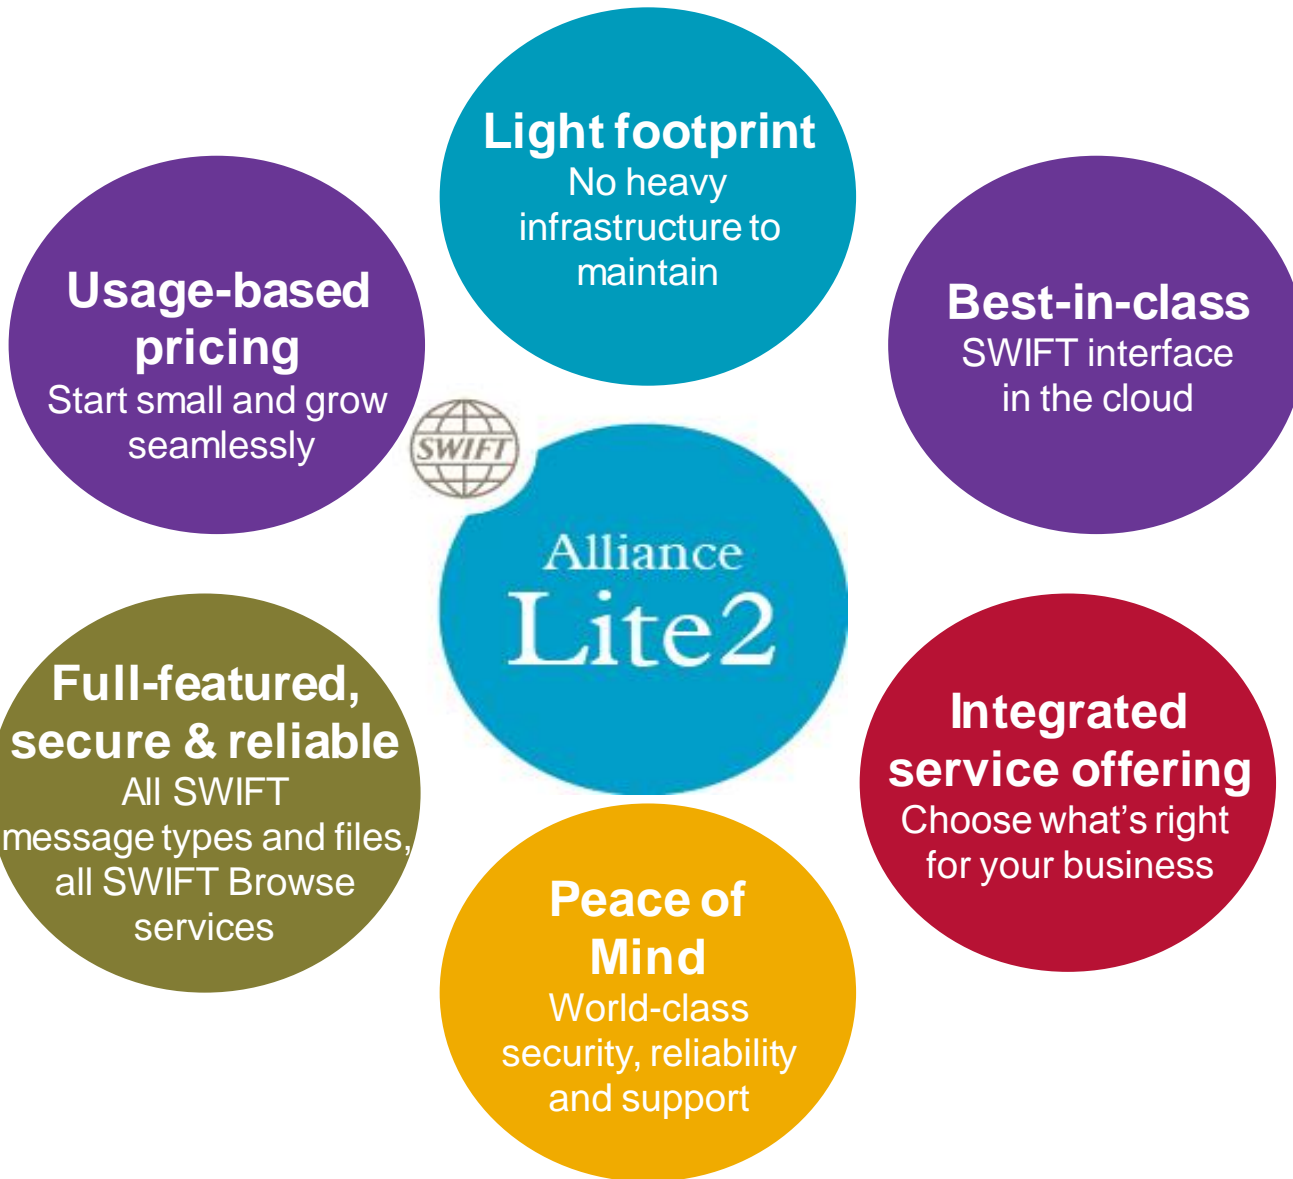 Light footprint
No heavy
infrastructure to
maintain
Usage-based
pricing
Start small and grow
seamlessly
Best-in-class
SWIFT interface
in the cloud
SWIFT
Alliance
Lite2
Full-featured,
secure & reliable
All SWIFT
message types and files,
all SWIFT Browse
services
Integrated
service offering
Choose what's right
for your business
Peace of
Mind
World-class
security, reliability
and support